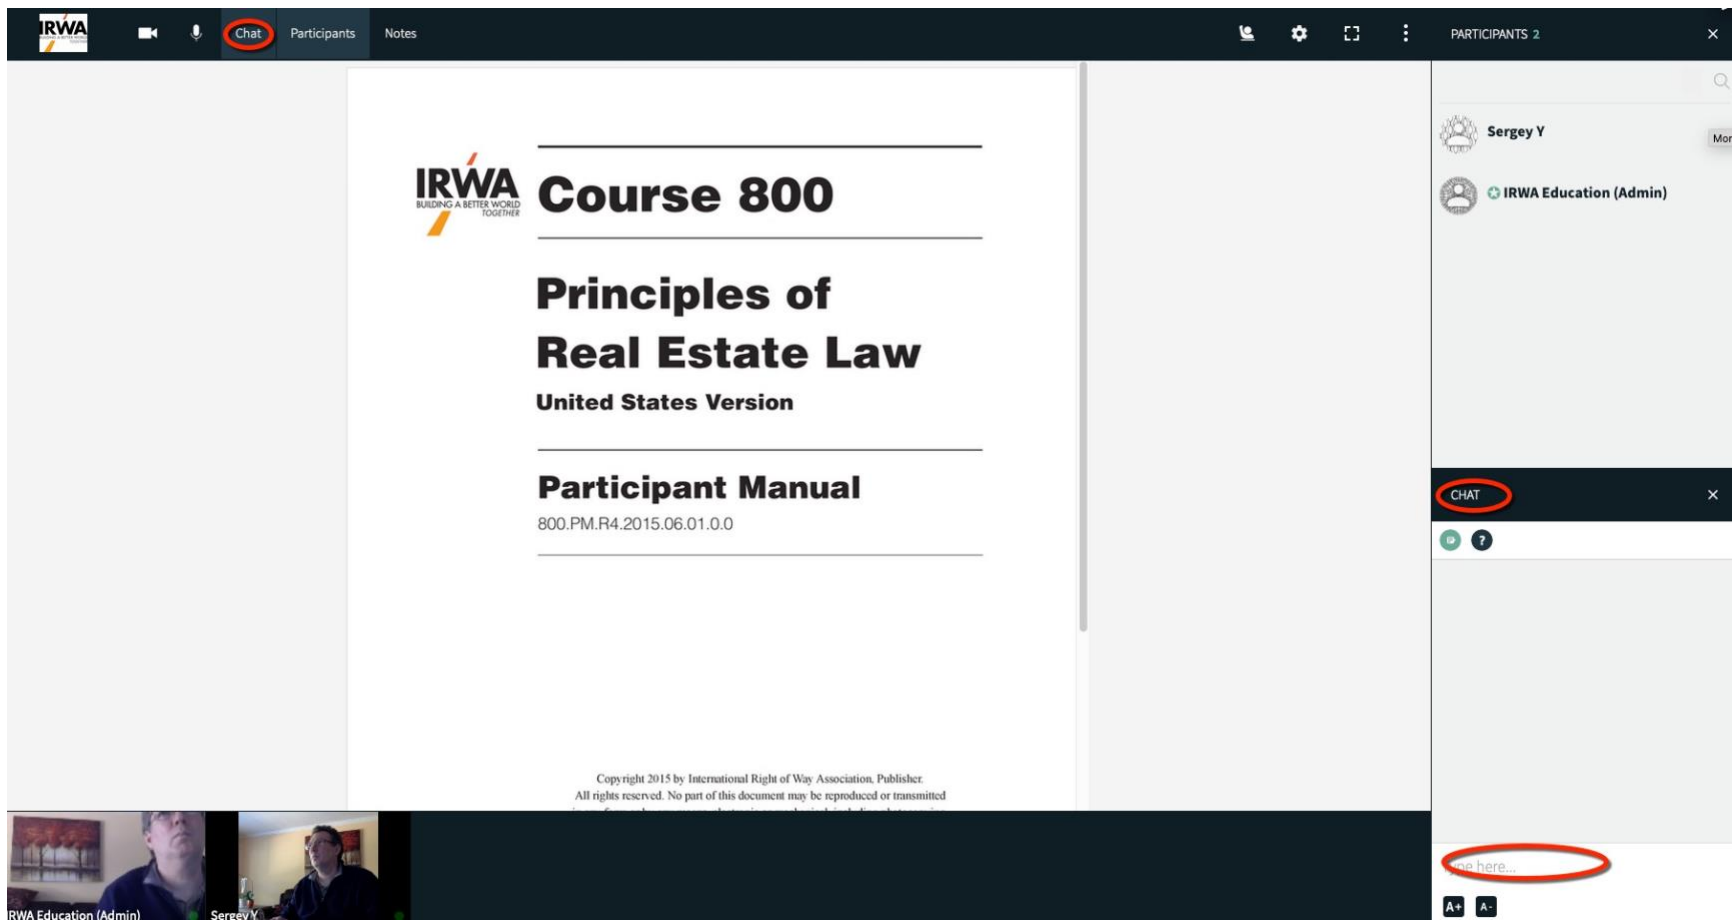 IRWA
Chat
Participants
Notes
PARTICIPANTS 2
Sergey Y
IRWA Education (Admin)
IRWA
BUILDING A BETTER WORLD
TOGETHER
Course 800
Principles of
Real Estate Law
United States Version
Participant Manual
800.PM.R4.2015.06.01.0.0
Copyright 2015 by International Right of Way Association, Publisher.
All rights reserved. No part of this document may be reproduced or transmitted
CHAT
?
here...
A+ A-
RWA Education (Admin)
Sergey Y